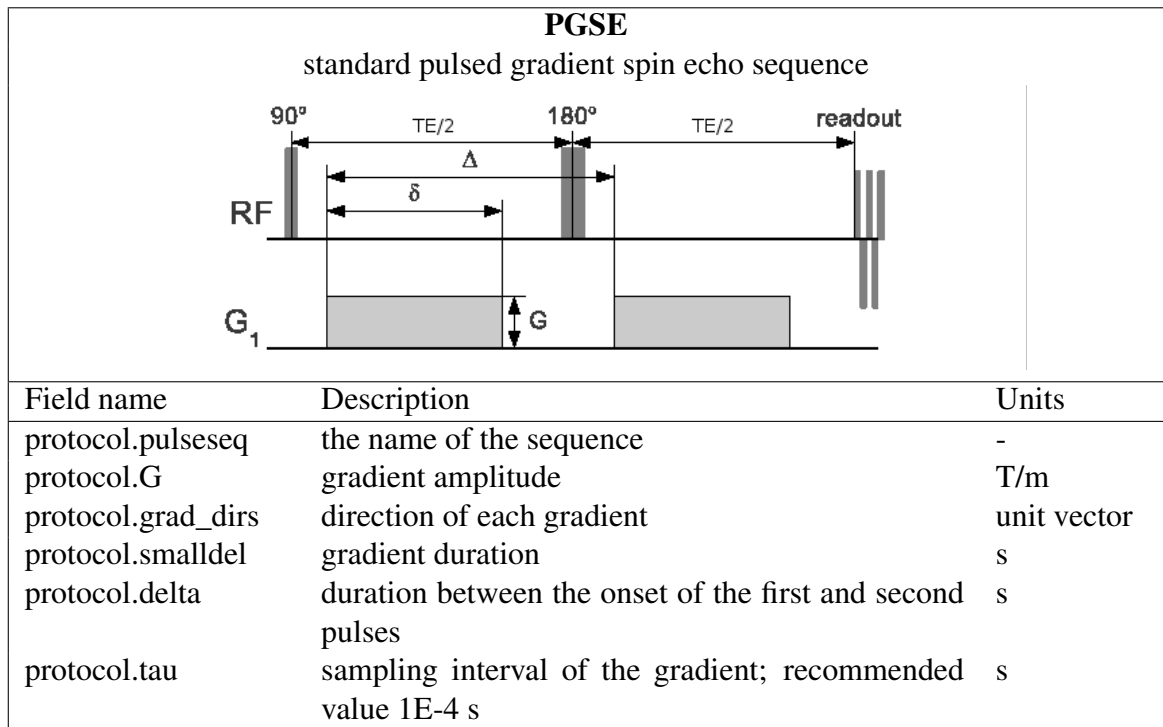 PGSE
standard pulsed gradient spin echo sequence
90° TE/2 180° TE/2 readout
Δ
δ
RF
G
G1
Field name Description Units
protocol.pulseseq the name of the sequence -
protocol.G gradient amplitude T/m
protocol.grad_dirs direction of each gradient unit vector
protocol.smalldel gradient duration s
protocol.delta duration between the onset of the first and second s
pulses
protocol.tau sampling interval of the gradient; recommended s
value 1E-4 s